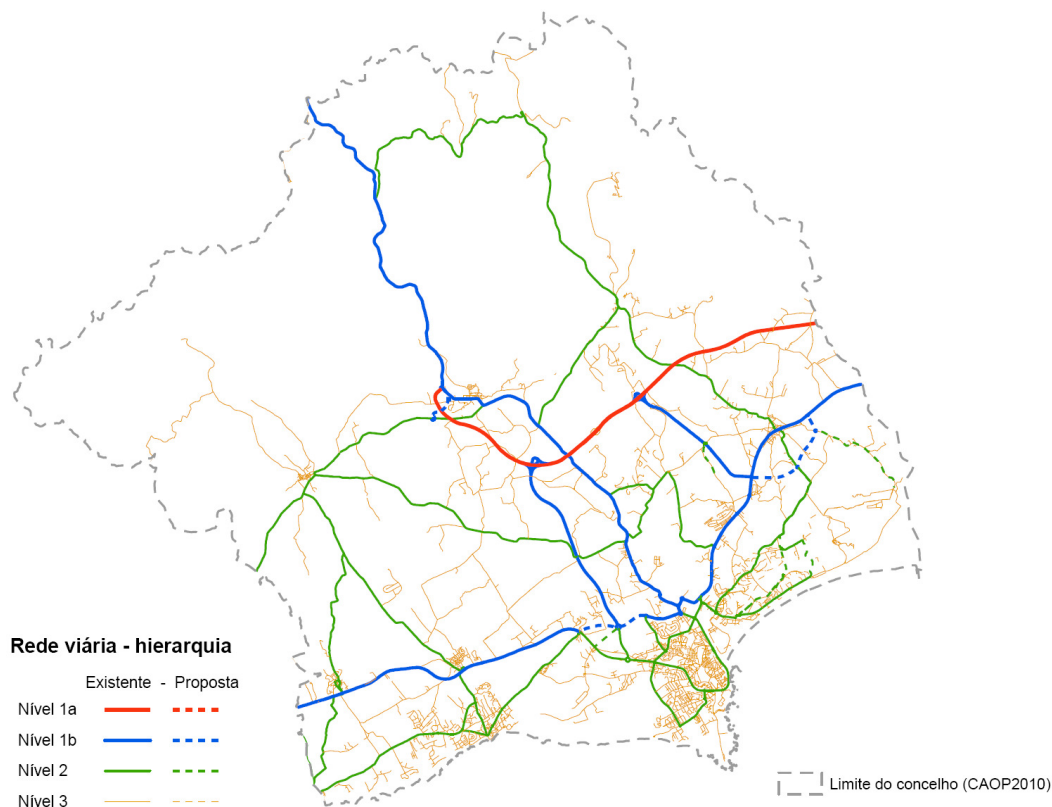 Rede viária - hierarquia
Existente - Proposta
Nível 1a
Nível 1b
Nível 2
Nível 3
Limite do concelho (CAOP2010)